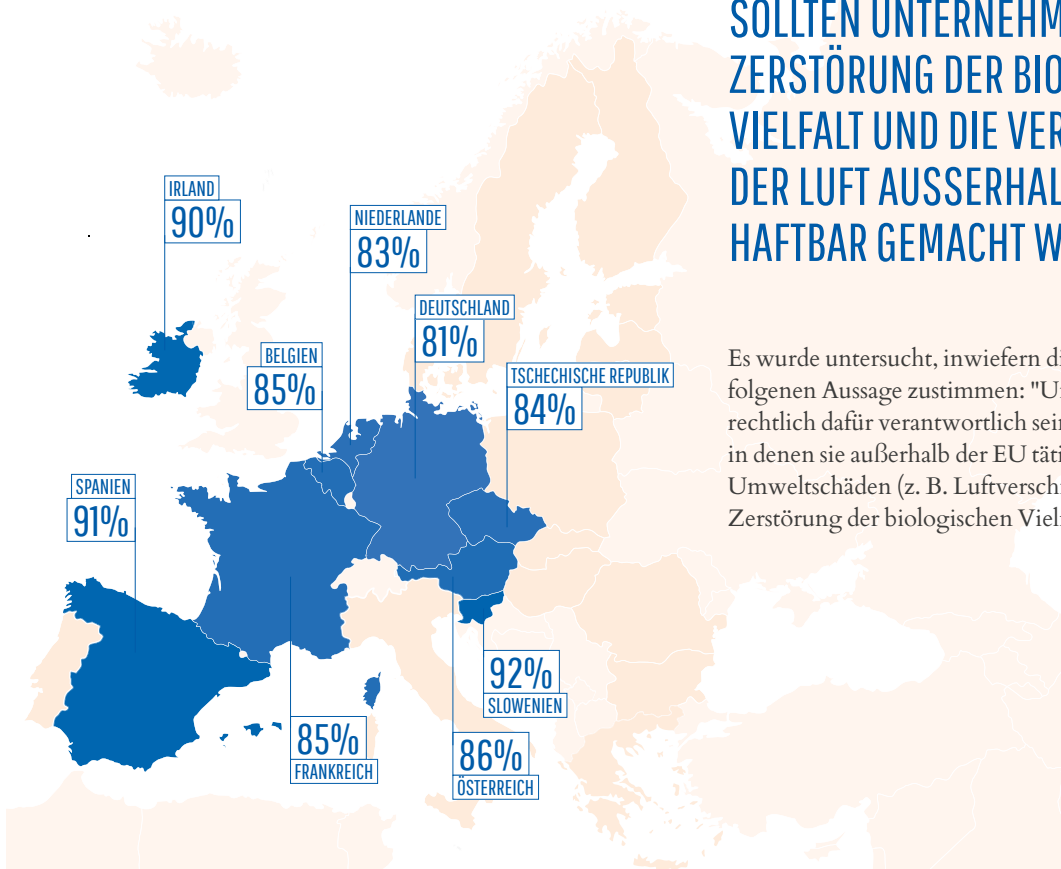 SOLLTEN UNTERNEHM
ZERSTÖRUNG DER BIO
VIELFALT UND DIE VER
DER LUFT AUSSERHAL
HAFTBAR GEMACHT W
Es wurde untersucht, inwiefern di
folgenen Aussage zustimmen: "U
rechtlich dafür verantwortlich sein
in denen sie außerhalb der EU täti
Umweltschäden (z. B. Luftversch
Zerstörung der biologischen Viel
IRLAND
90%
NIEDERLANDE
83%
DEUTSCHLAND
81%
BELGIEN
85%
TSCHECHISCHE REPUBLIK
84%
SPANIEN
91%
92%
SLOWENIEN
85%
FRANKREICH
86%
ÖSTERREICH